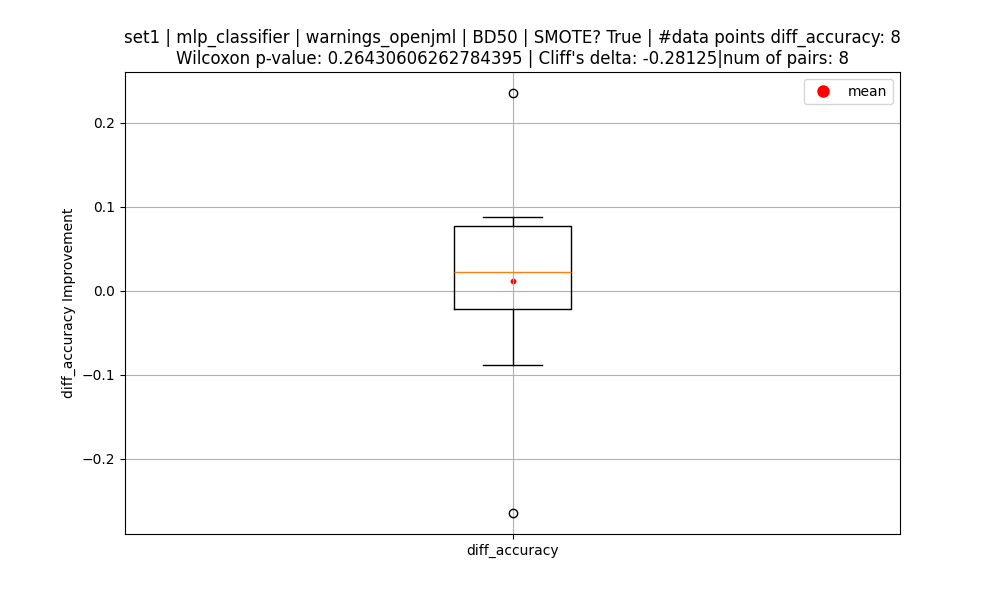 set1 | mlp_classifier | warnings_openjml | BD50 | SMOTE? True | #data points diff_accuracy: 8
Wilcoxon p-value: 0.26430606262784395 | Cliff's delta: -0.28125|num of pairs: 8
mean
0.2
0.1
0.0
−0.1
−0.2
diff_accuracy Improvement
diff_accuracy